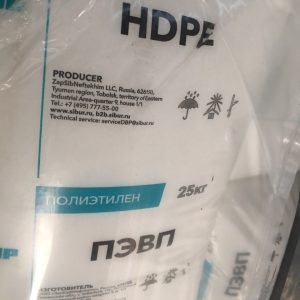 HDPE
PRODUCER
ZapSibNeftekhim LLC, Russia, 626150,
Tyumen region, Tobolsk, territory of Eastern
Industrial Area-quarter 9, house 1/1
Tel.: +7 (495) 777-55-00
www.sibur.ru, b2b.sibur.ru
Technical service: serviceDBP@sibur.ru
ПОЛИЭТИЛЕН
25КГ
ПЭВП
ПЭВП
ИЗГОТОВИТЕЛЬ